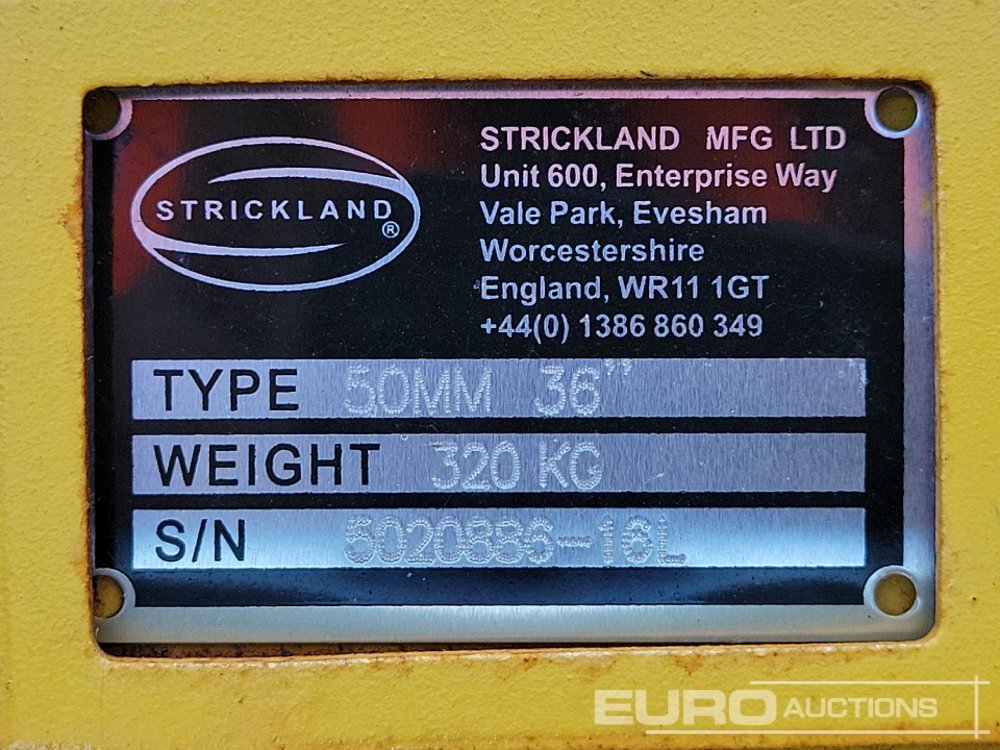 STRICKLAND®
STRICKLAND MFG LTD
Unit 600, Enterprise Way
Vale Park, Evesham
Worcestershire
England, WR11 1GT
+44(0) 1386 860 349
TYPE 50MM 36”
WEIGHT 320 KG
S/N 5020886-16L
EURO AUCTIONS